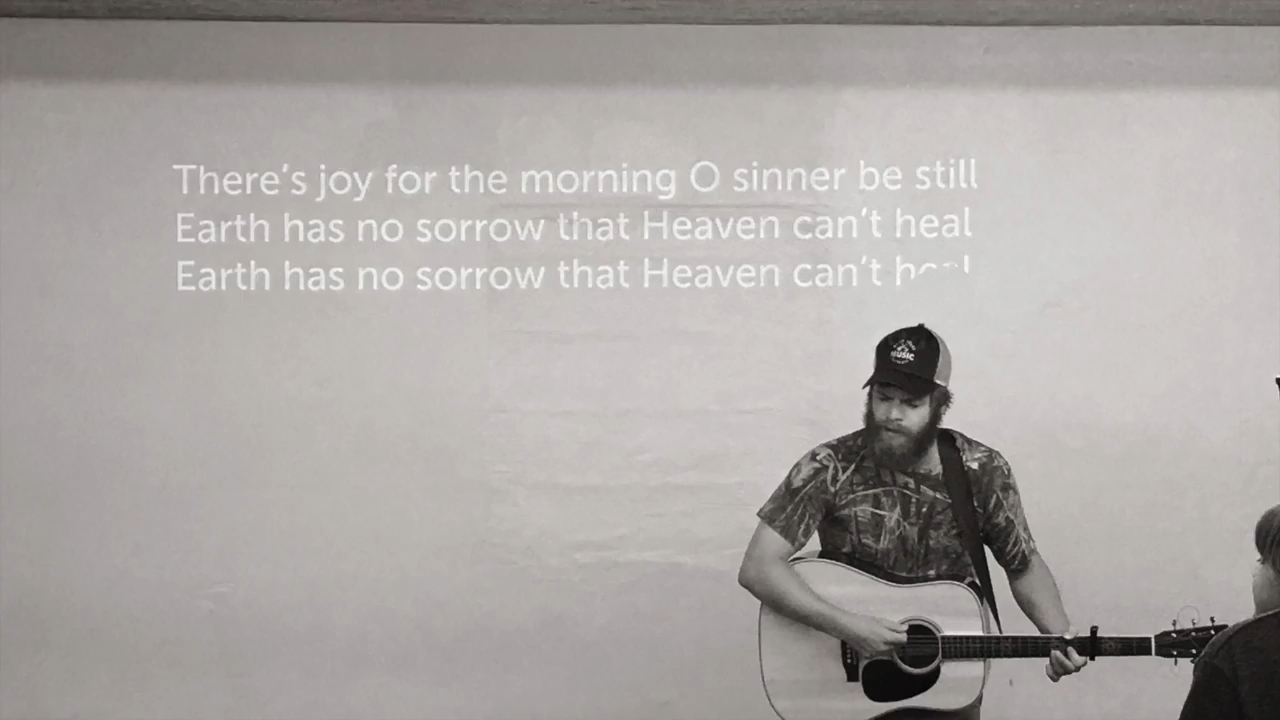 There's joy for the morning O sinner be still
Earth has no sorrow that Heaven can't heal
Earth has no sorrow that Heaven can't heal
MUSIC